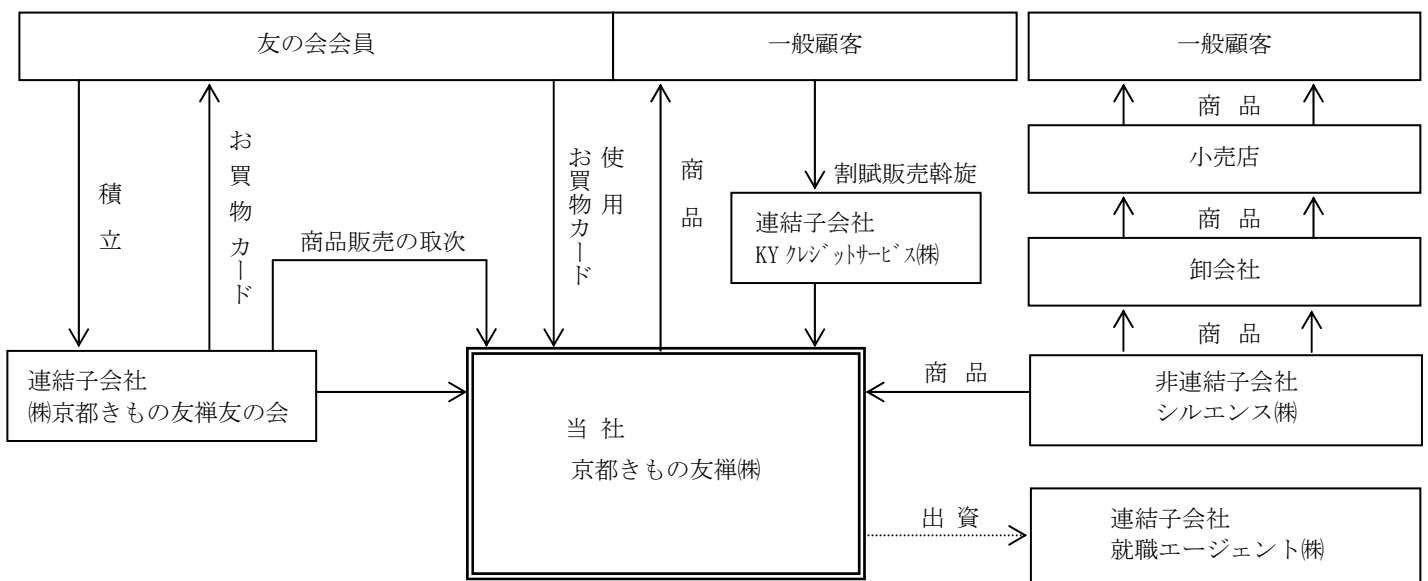 友の会会員
一般顧客
一般顧客
商 品
小売店
商 品
卸会社
商 品
積 立
お買物カード
商品販売の取次
お買物カード
使 用
商 品
割賦販売斡旋
連結子会社
KY ｸﾚｼﾞｯﾄｻｰﾋﾞｽ㈱
連結子会社
㈱京都きもの友禅友の会
当 社
京都きもの友禅㈱
商 品
非連結子会社
シルエンス㈱
出 資
連結子会社
就職エージェント㈱